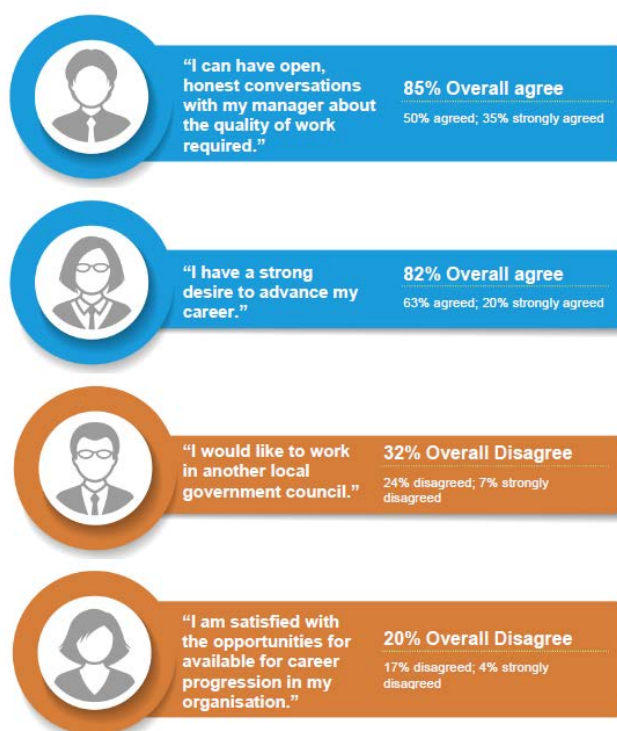 “I can have open,
honest conversations
with my manager about
the quality of work
required.”
85% Overall agree
50% agreed; 35% strongly agreed
“I have a strong
desire to advance my
career.”
82% Overall agree
63% agreed; 20% strongly agreed
“I would like to work
in another local
government council.”
32% Overall Disagree
24% disagreed; 7% strongly
disagreed
“I am satisfied with
the opportunities for
available for career
progression in my
organisation.”
20% Overall Disagree
17% disagreed; 4% strongly
disagreed